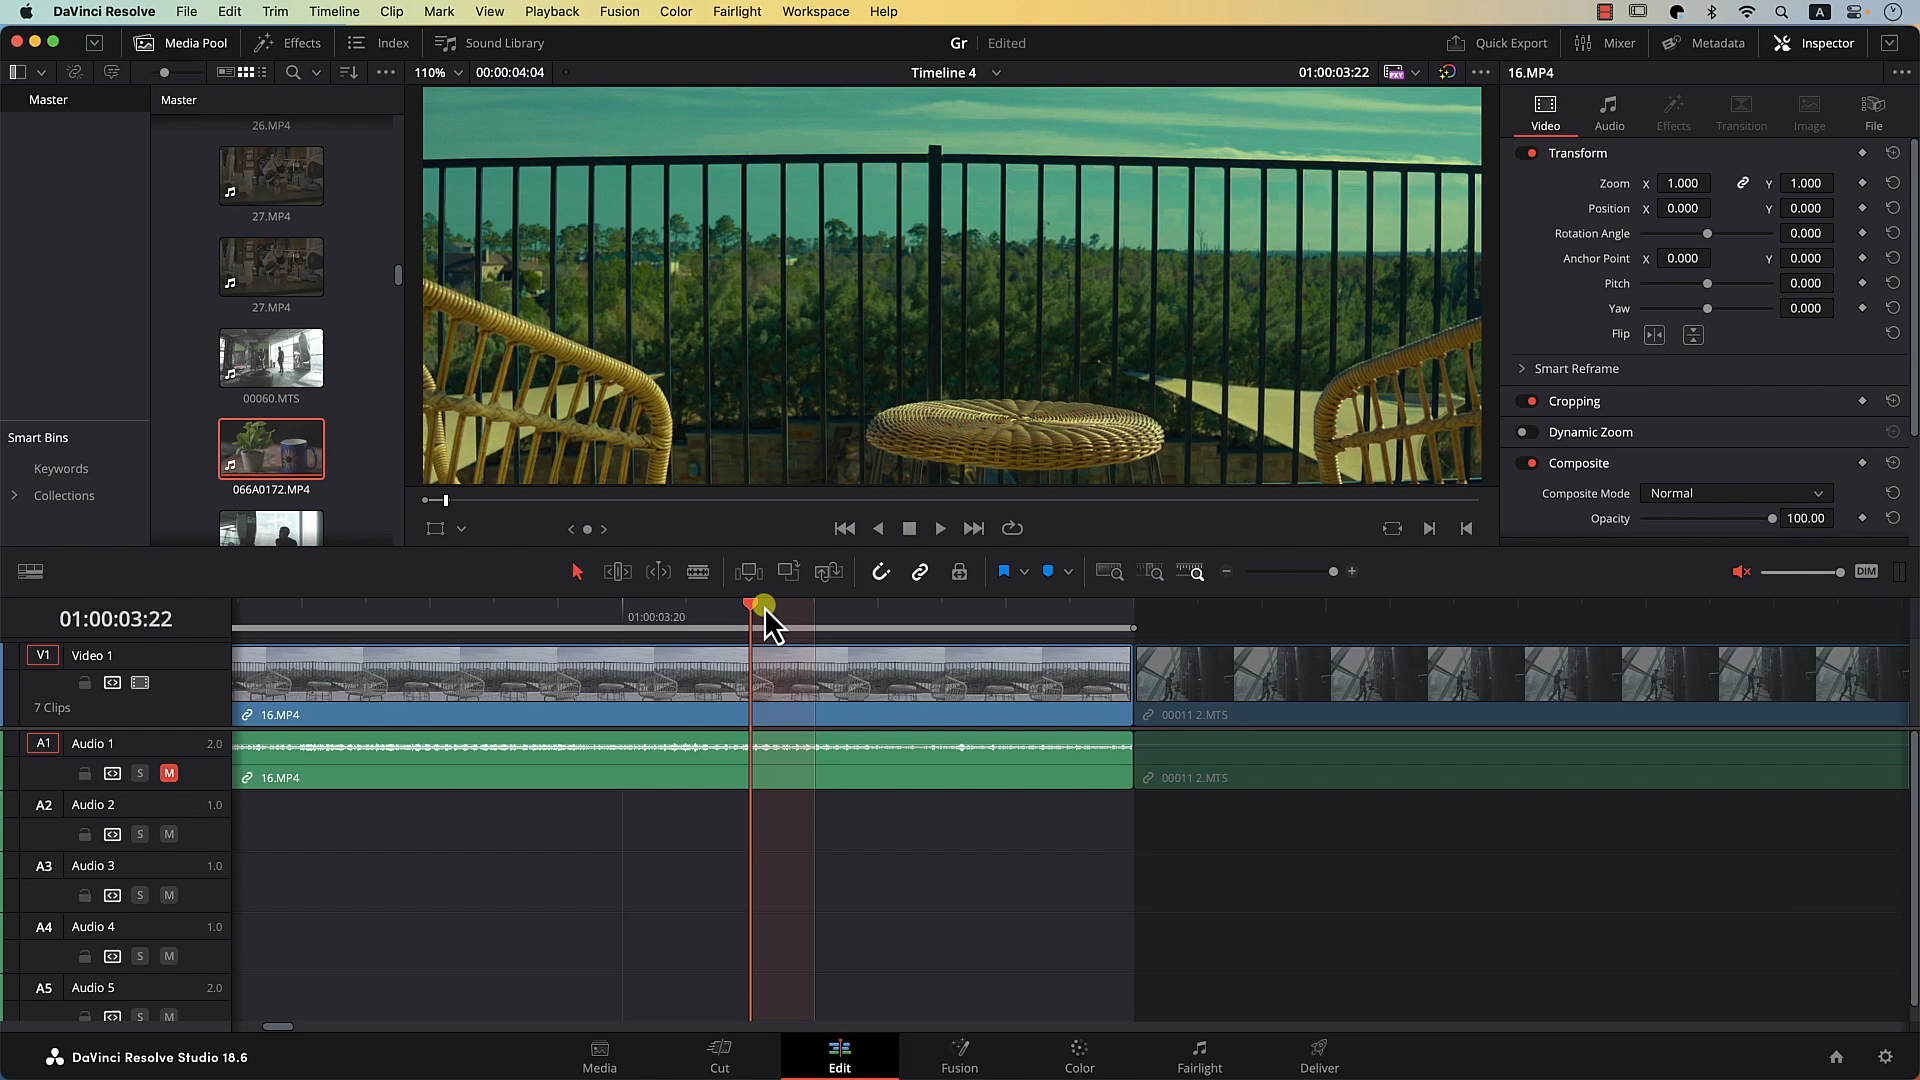 DaVinci Resolve File Edit Trim Timeline Clip Mark View Playback Fusion Color Fairlight Workspace Help
A
Media Pool Effects Index Sound Library Gr Edited Quick Export Mixer Metadata Inspector
110% 00:00:04:04 Timeline 4 01:00:03:22 PXY 16.MP4
Master Master
Video Audio Effects Transition Image File
26.MP4
27.MP4
27.MP4
00060.MTS
066A0172.MP4
Smart Bins
Keywords
Collections
Transform
Zoom X 1.000 Y 1.000
Position X 0.000 Y 0.000
Rotation Angle 0.000
Anchor Point X 0.000 Y 0.000
Pitch 0.000
Yaw 0.000
Flip
Smart Reframe
Cropping
Dynamic Zoom
Composite
Composite Mode Normal
Opacity 100.00
DIM
01:00:03:22
01:00:03:20
V1 Video 1
7 Clips
16.MP4 00011 2.MTS
A1 Audio 1 2.0
S M
16.MP4 00011 2.MTS
A2 Audio 2 1.0
S M
A3 Audio 3 1.0
S M
A4 Audio 4 1.0
S M
A5 Audio 5 2.0
S M
DaVinci Resolve Studio 18.6
Media Cut Edit Fusion Color Fairlight Deliver